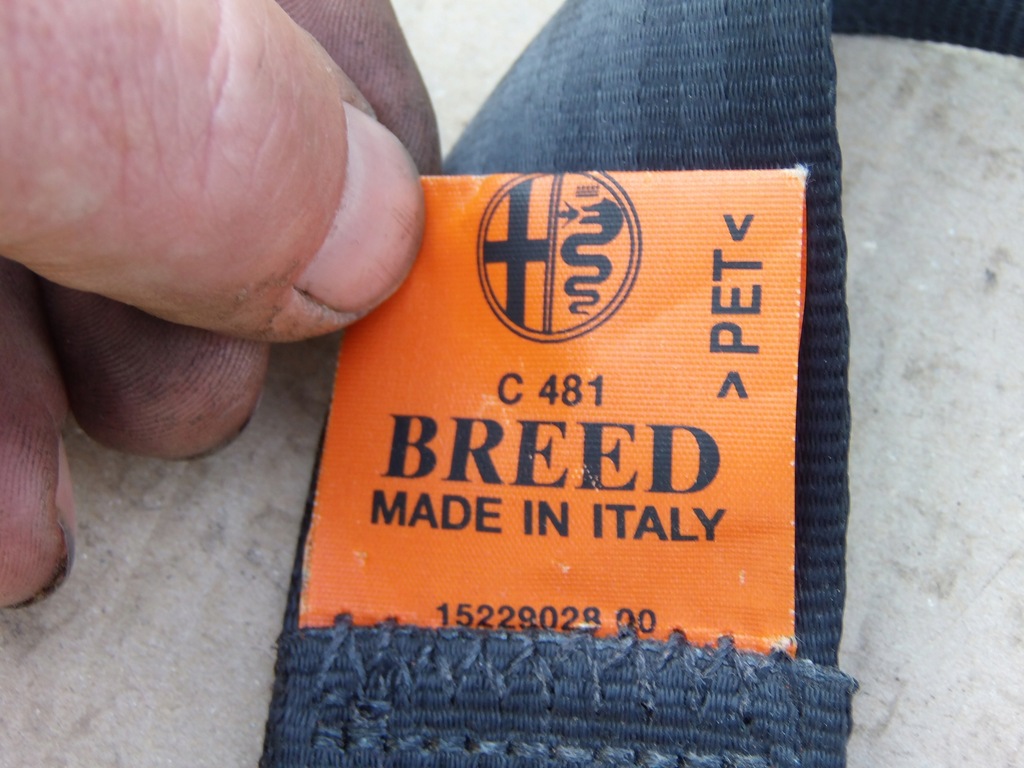 C 481
BREED
MADE IN ITALY
15229028 00
>PET<